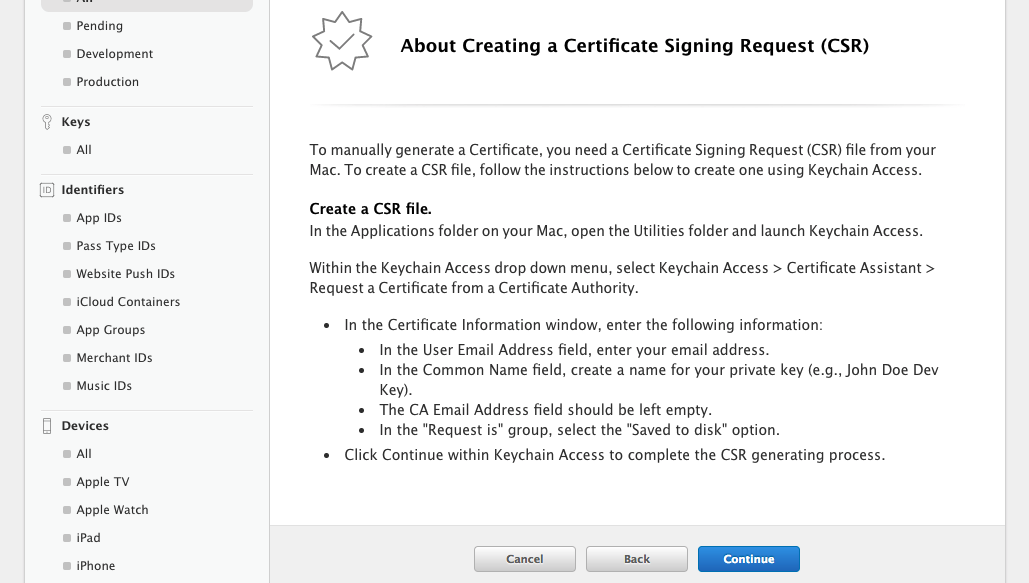 All
Pending
Development
Production
Keys
All
ID Identifiers
App IDs
Pass Type IDs
Website Push IDs
iCloud Containers
App Groups
Merchant IDs
Music IDs
Devices
All
Apple TV
Apple Watch
iPad
iPhone
About Creating a Certificate Signing Request (CSR)
To manually generate a Certificate, you need a Certificate Signing Request (CSR) file from your
Mac. To create a CSR file, follow the instructions below to create one using Keychain Access.
Create a CSR file.
In the Applications folder on your Mac, open the Utilities folder and launch Keychain Access.
Within the Keychain Access drop down menu, select Keychain Access > Certificate Assistant >
Request a Certificate from a Certificate Authority.
• In the Certificate Information window, enter the following information:
• In the User Email Address field, enter your email address.
• In the Common Name field, create a name for your private key (e.g., John Doe Dev
Key).
• The CA Email Address field should be left empty.
• In the "Request is" group, select the "Saved to disk" option.
• Click Continue within Keychain Access to complete the CSR generating process.
Cancel Back Continue